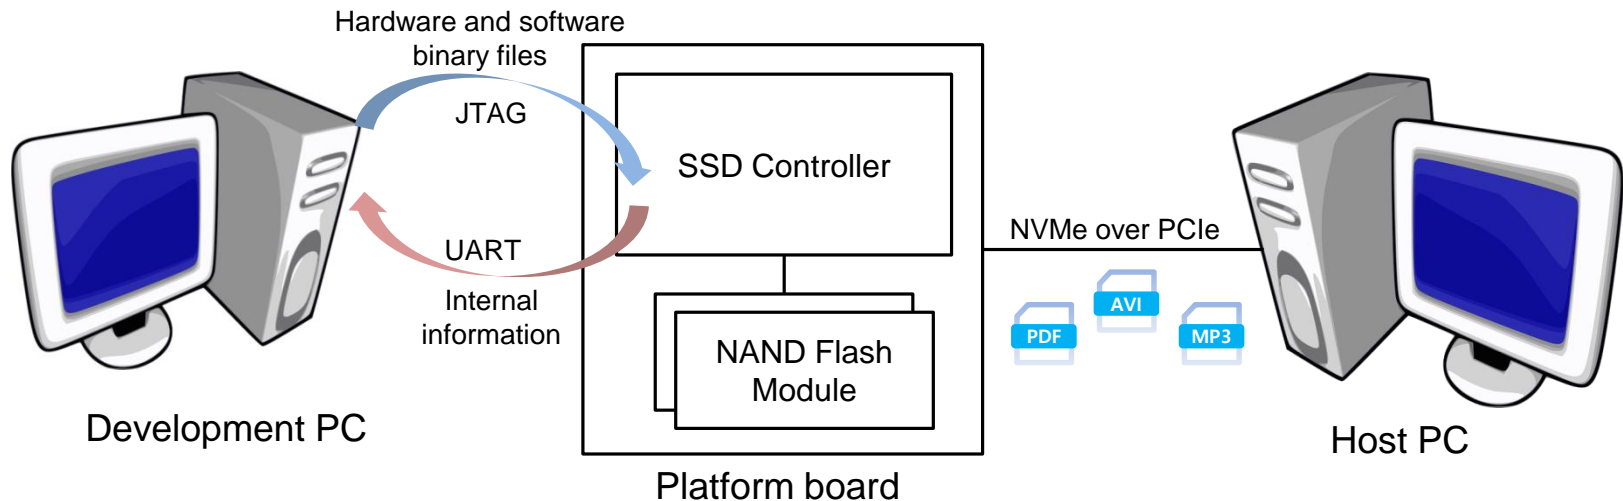 Hardware and software
binary files
JTAG
UART
Internal
information
Development PC
SSD Controller
NAND Flash
Module
Platform board
NVMe over PCIe
PDF
AVI
MP3
Host PC